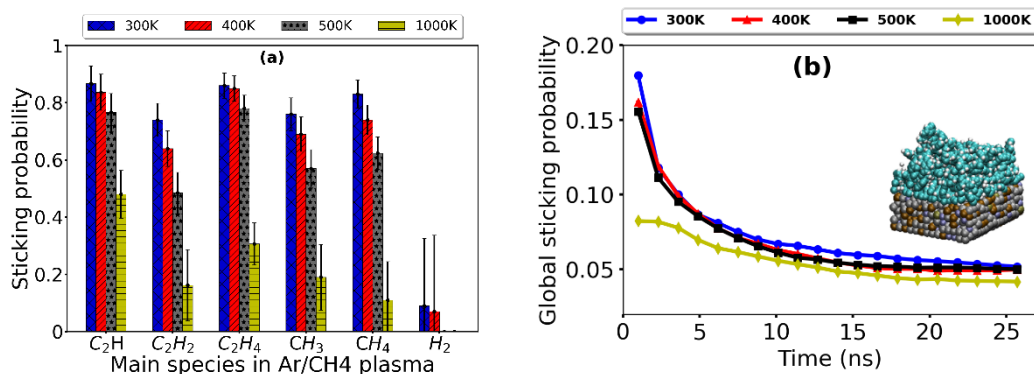 300K 400K 500K 1000K
(a)
Sticking probability
1
0.8
0.6
0.4
0.2
0
C₂H C₂H₂ C₂H₄ CH₃ CH₄ H₂
Main species in Ar/CH4 plasma
300K 400K 500K 1000K
(b)
Global sticking probability
0.20
0.15
0.10
0.05
0 5 10 15 20 25
Time (ns)